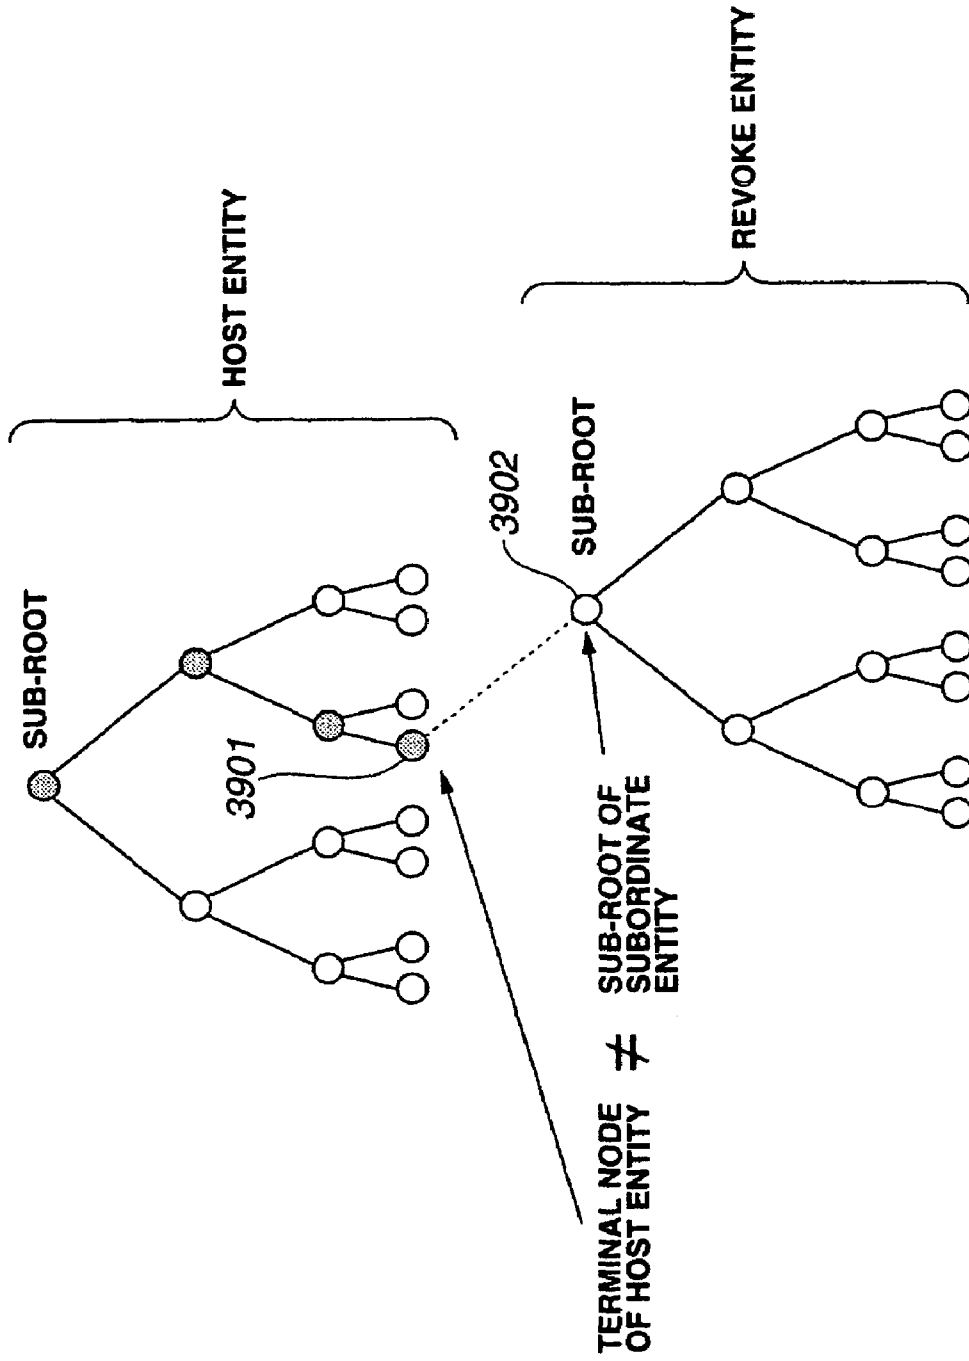 SUB-ROOT
HOST ENTITY
3901
3902
SUB-ROOT
REVOKE ENTITY
TERMINAL NODE
OF HOST ENTITY
≠
SUB-ROOT OF
SUBORDINATE
ENTITY